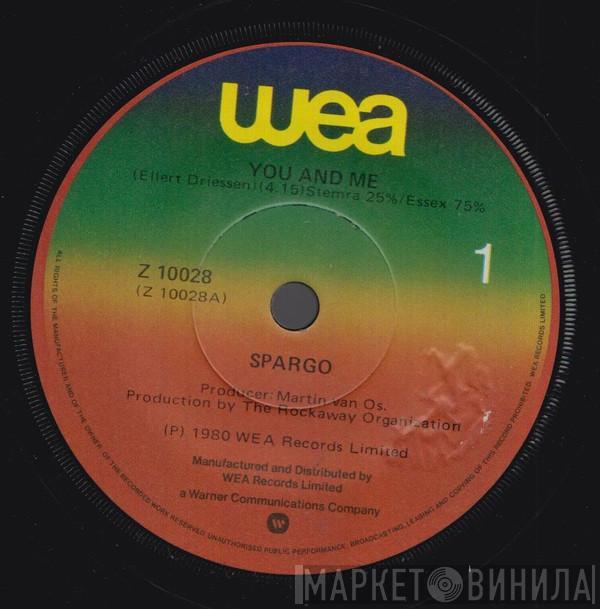 wea
YOU AND ME
(Ellert Driessen)(4.15)Stemra 25%/Essex 75%
1
Z 10028
(Z 10028A)
SPARGO
Producer: Martin van Os.
Production by The Rockaway Organization
(P) 1980 WEA Records Limited
Manufactured and Distributed by
WEA Records Limited
a Warner Communications Company
ALL RIGHTS OF THE MANUFACTURER AND OF THE OWNER OF THE RECORDED WORK RESERVED. UNAUTHORISED PUBLIC PERFORMANCE, BROADCASTING, LEASING AND COPYING OF THIS RECORD PROHIBITED. WEA RECORDS LIMITED.
МАРКЕТ ВИНИЛА